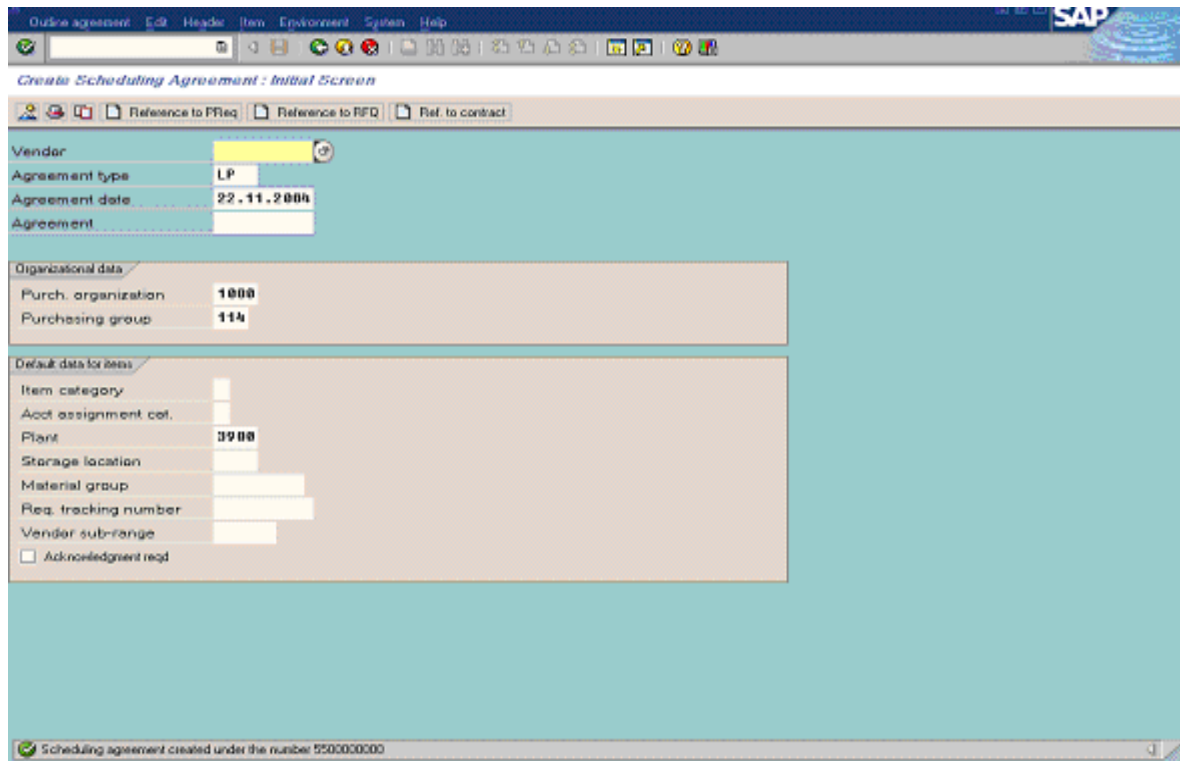 Outline agreement Edit Header Item Environment System Help
SAP
Create Scheduling Agreement : Initial Screen
Reference to PReq Reference to RFQ Ref. to contract
Vendor
Agreement type LP
Agreement date 22.11.2004
Agreement
Organizational data
Purch. organization 1000
Purchasing group 114
Default data for items
Item category
Acct assignment cat.
Plant 3900
Storage location
Material group
Req. tracking number
Vendor sub-range
Acknowledgment reqd
Scheduling agreement created under the number 5500000000